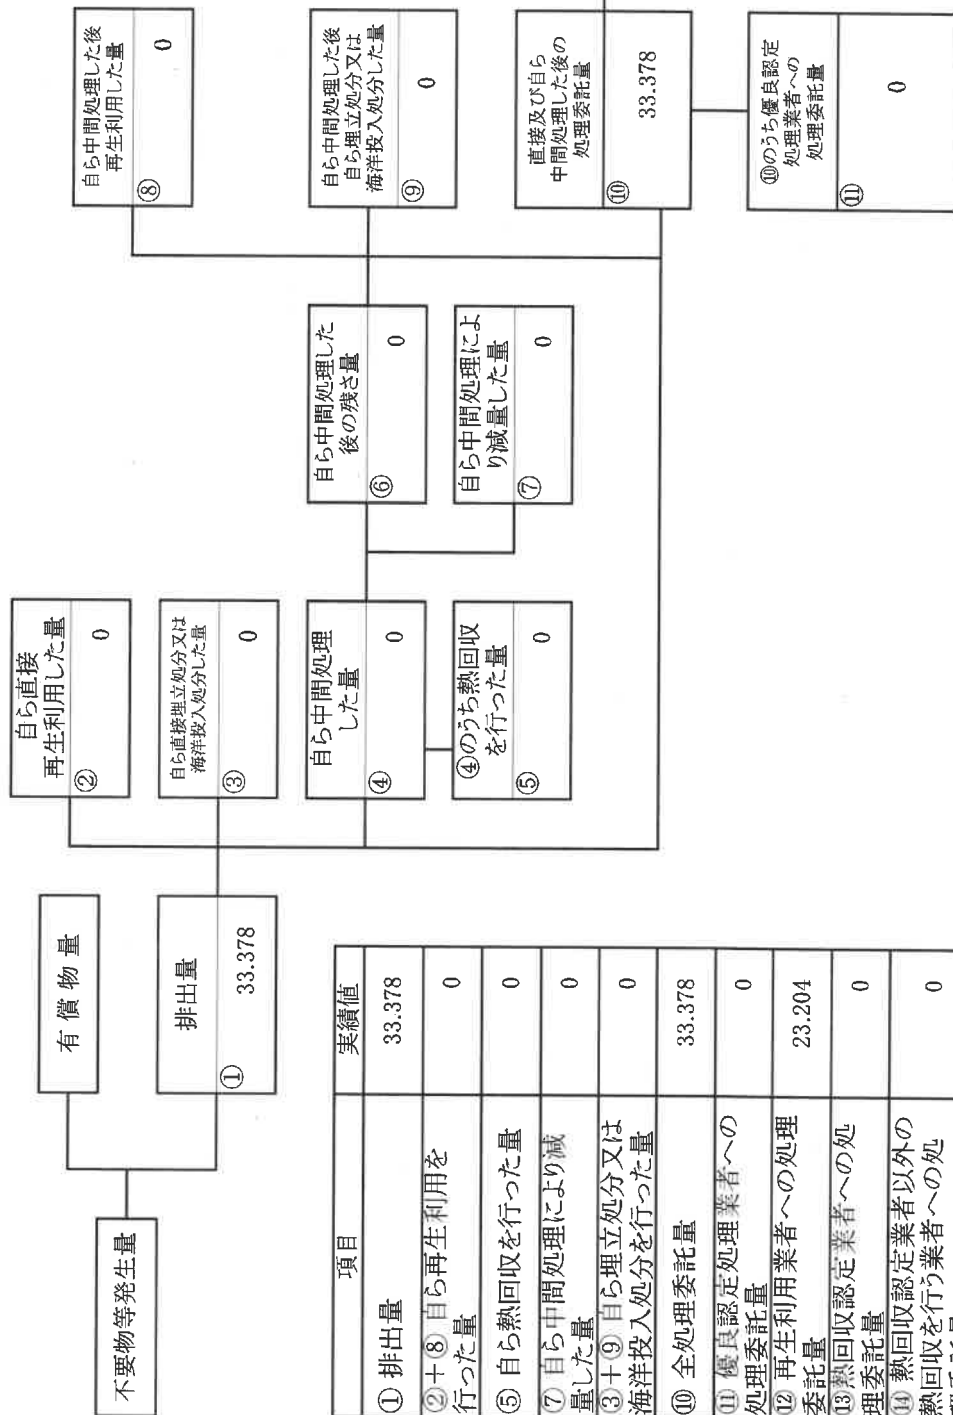 不要物等発生量
有償物量
排出量
①
33.378
自ら直接
再生利用した量
②
0
自ら直接埋立処分又は
海洋投入処分した量
③
0
自ら中間処理
した量
④
0
④のうち熱回収
を行った量
⑤
0
自ら中間処理した
後の残さ量
⑥
0
自ら中間処理によ
り減量した量
⑦
0
自ら中間処理した後
再生利用した量
⑧
0
自ら中間処理した後
自ら埋立処分又は
海洋投入処分した量
⑨
0
直接及び自ら
中間処理した後の
処理委託量
⑩
33.378
⑩のうち優良認定
処理業者への
処理委託量
⑪
0
項目 実績値
① 排出量 33.378
②+⑧ 自ら再生利用を
行った量 0
⑤ 自ら熱回収を行った量 0
⑦ 自ら中間処理により減
量した量 0
③+⑨ 自ら埋立処分又は
海洋投入処分を行った量 0
⑩ 全処理委託量 33.378
⑪ 優良認定処理業者への
処理委託量 0
⑫ 再生利用業者への処理
委託量 23.204
⑬熱回収認定業者への処
理委託量 0
⑭ 熱回収認定業者以外の
熱回収を行う業者への処 0